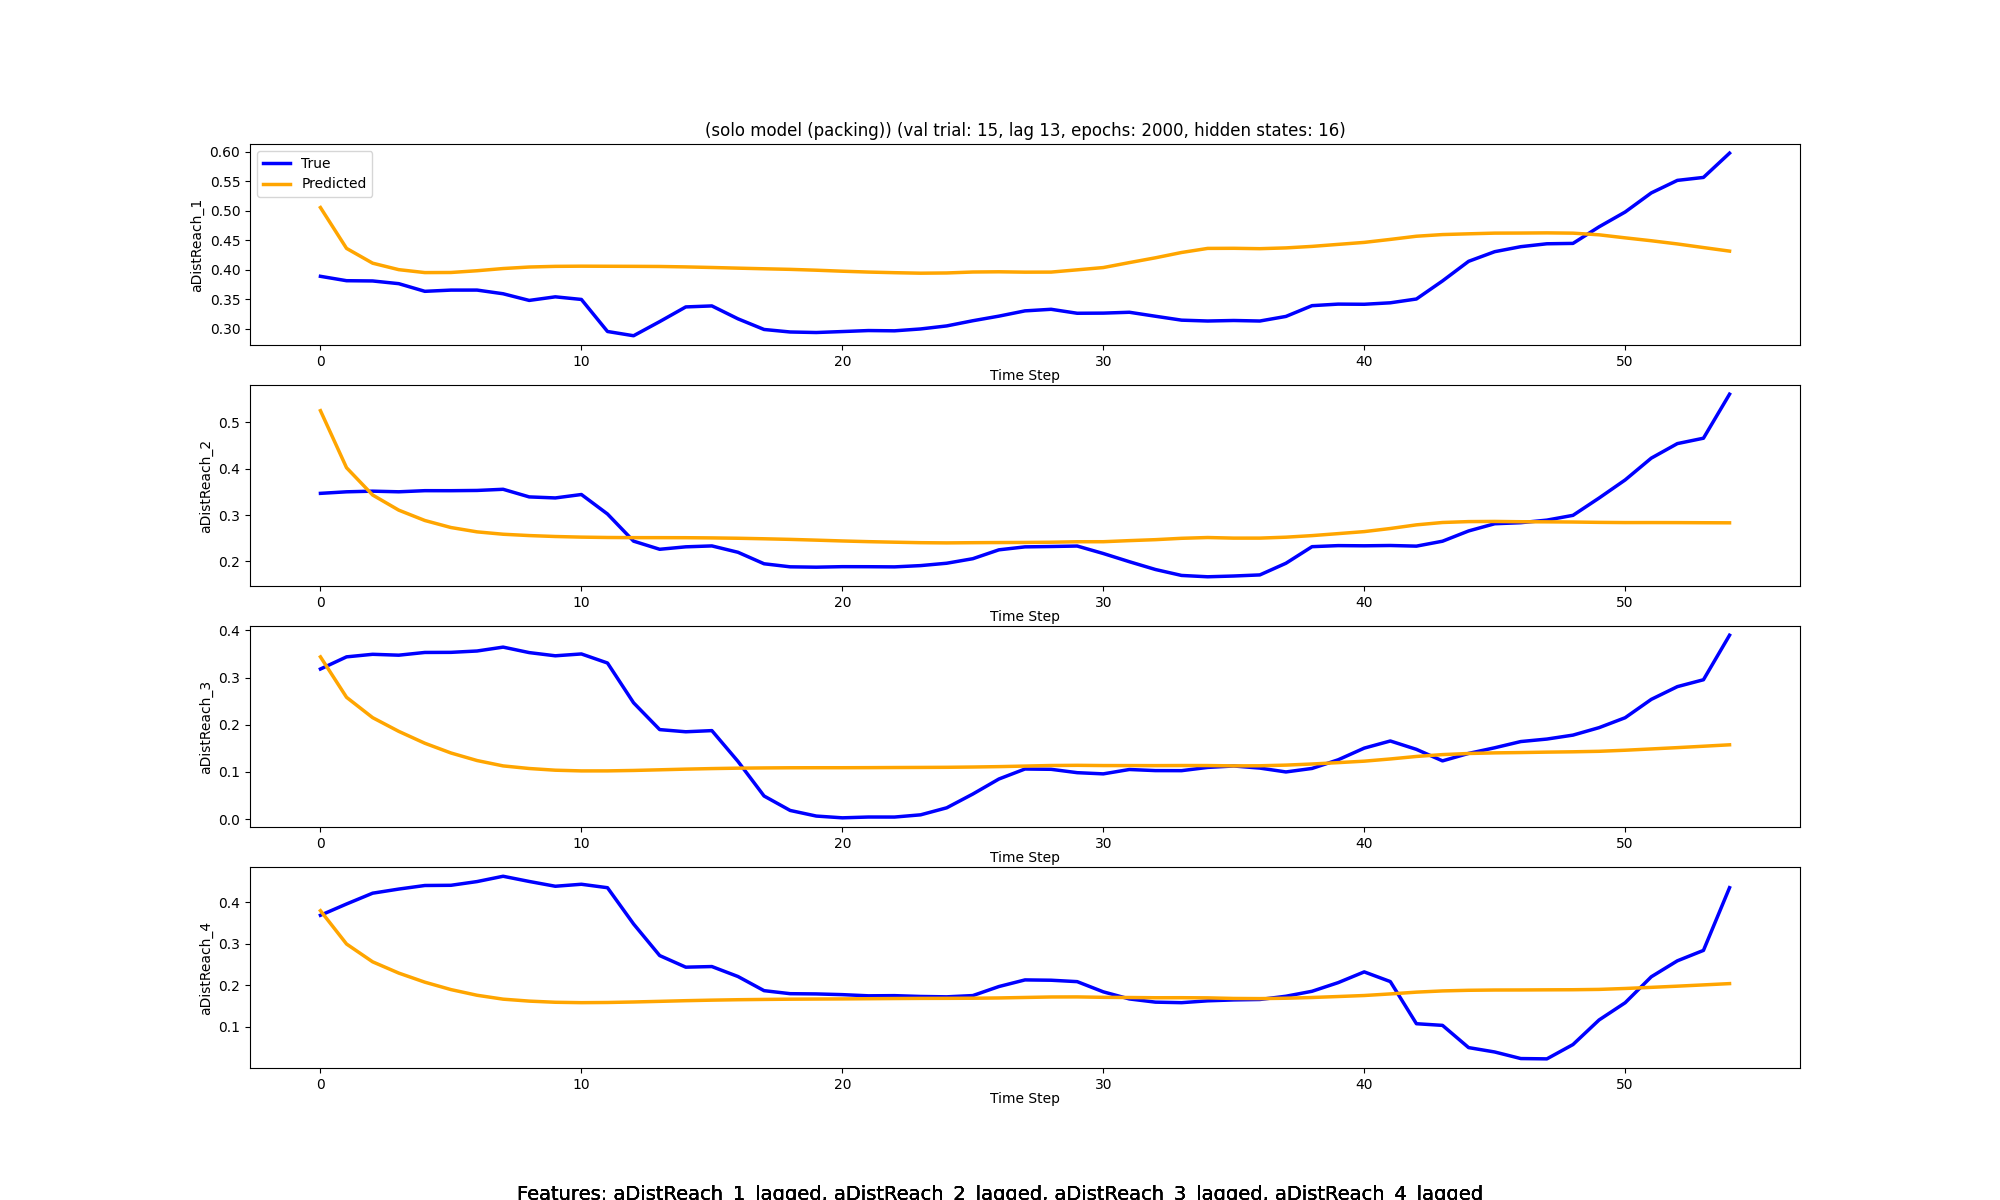 (solo model (packing)) (val trial: 15, lag 13, epochs: 2000, hidden states: 16)
True
Predicted
aDistReach_1
0.60
0.55
0.50
0.45
0.40
0.35
0.30
0 10 20 30 40 50
Time Step
aDistReach_2
0.5
0.4
0.3
0.2
0 10 20 30 40 50
Time Step
aDistReach_3
0.4
0.3
0.2
0.1
0.0
0 10 20 30 40 50
Time Step
aDistReach_4
0.4
0.3
0.2
0.1
0 10 20 30 40 50
Time Step
Features: aDistReach_1_lagged, aDistReach_2_lagged, aDistReach_3_lagged, aDistReach_4_lagged